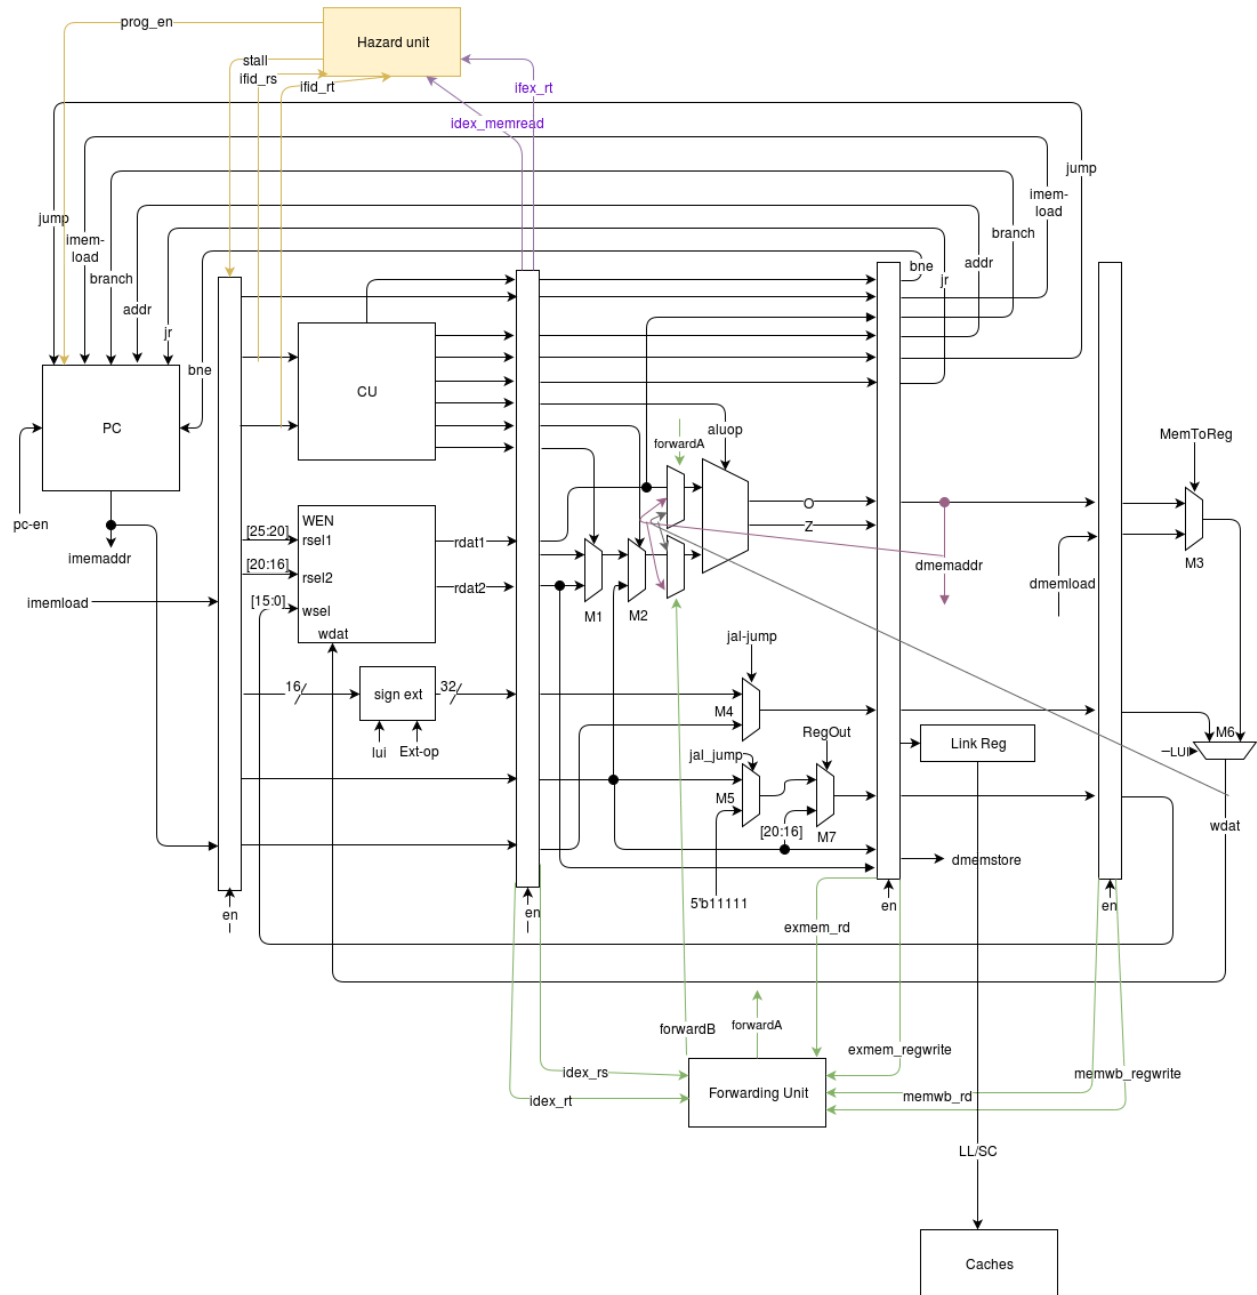 prog_en
Hazard unit
stall
ifid_rs
ifid_rt
ifex_rt
idex_memread
jump
imem-
load
branch
addr
jr
bne
jump
imem-
load
branch
addr
jr
bne
PC
CU
pc-en
imemaddr
imemload
[25:20]
[20:16]
[15:0]
WEN
rsel1
rsel2
wsel
wdat
rdat1
rdat2
16
sign ext
32
lui
Ext-op
forwardA
aluop
O
Z
M1
M2
dmemaddr
dmemload
MemToReg
M3
jal-jump
M4
RegOut
jal_jump
M5
[20:16]
M7
5'b11111
Link Reg
M6
LUI
wdat
dmemstore
en
en
en
en
exmem_rd
forwardB
forwardA
exmem_regwrite
idex_rs
idex_rt
Forwarding Unit
memwb_rd
memwb_regwrite
LL/SC
Caches